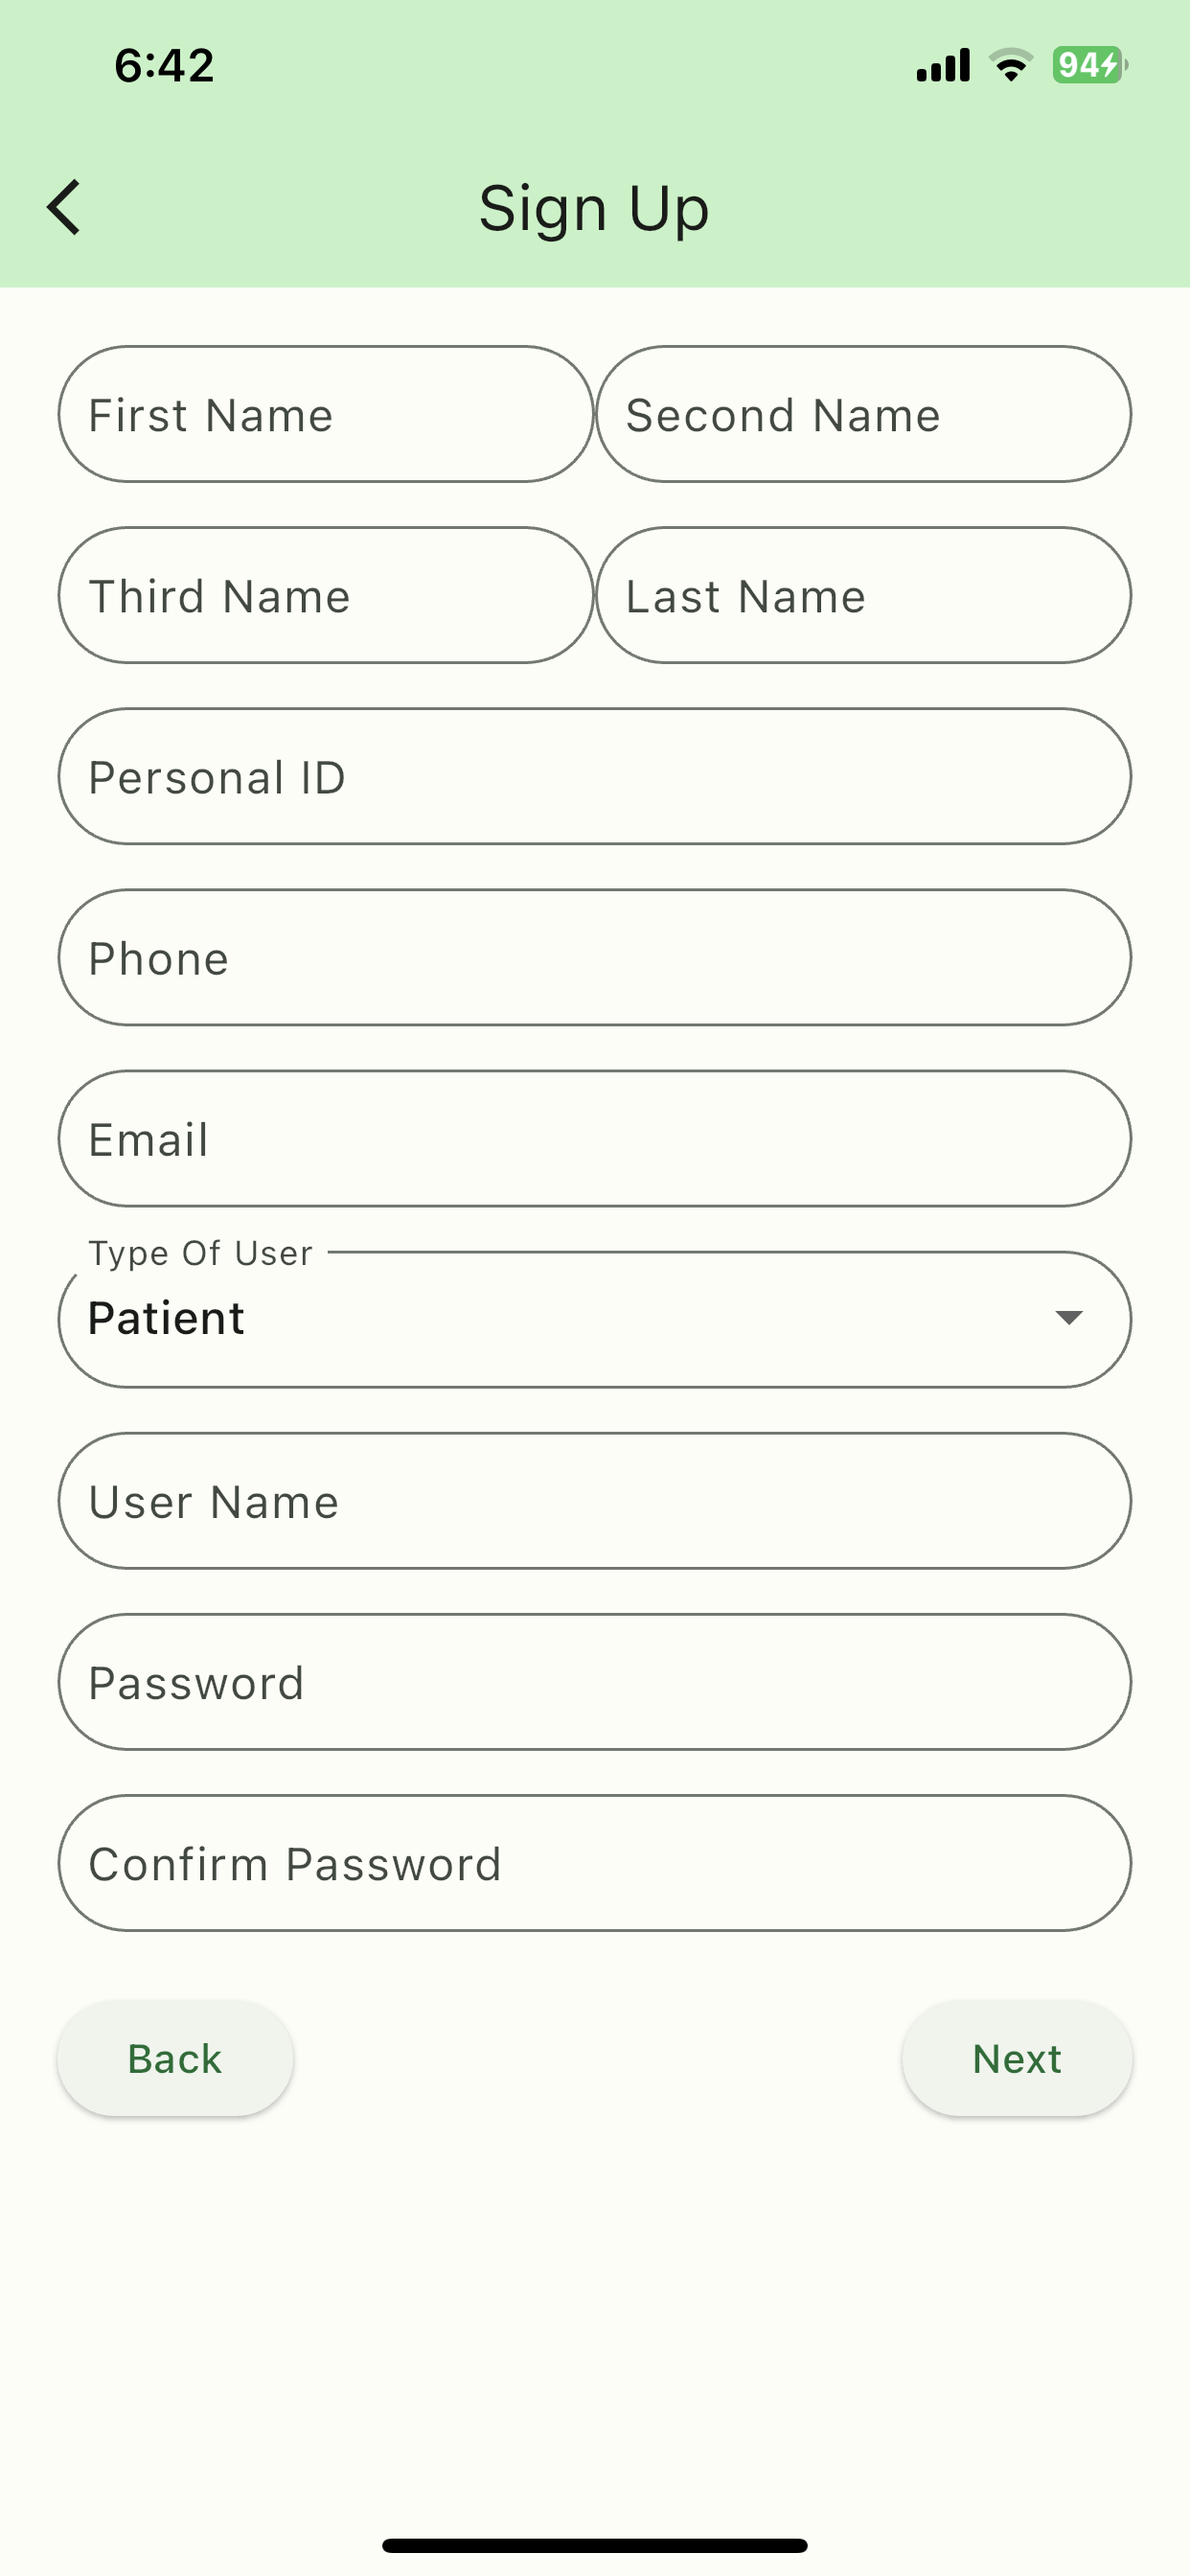 6:42
94
Sign Up
First Name Second Name
Third Name Last Name
Personal ID
Phone
Email
Type Of User
Patient
User Name
Password
Confirm Password
Back Next